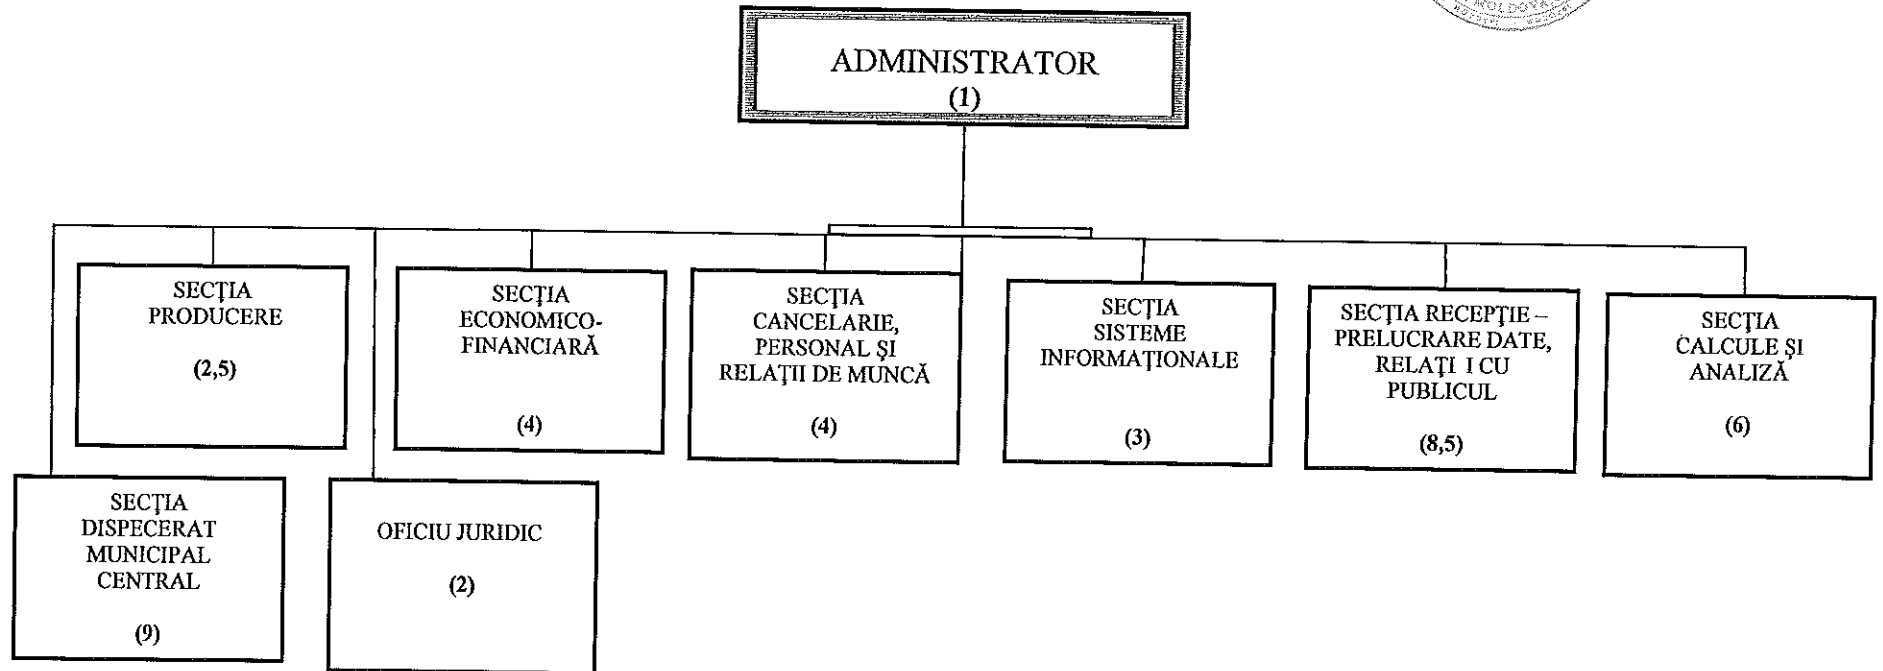 MOLDOVA
ADMINISTRATOR
(1)
SECŢIA
PRODUCERE
(2,5)
SECŢIA
ECONOMICO-
FINANCIARĂ
(4)
SECŢIA
CANCELARIE,
PERSONAL ŞI
RELAŢII DE MUNCĂ
(4)
SECŢIA
SISTEME
INFORMAŢIONALE
(3)
SECŢIA RECEPŢIE –
PRELUCRARE DATE,
RELAŢI I CU
PUBLICUL
(8,5)
SECŢIA
CALCULE ŞI
ANALIZĂ
(6)
SECŢIA
DISPECERAT
MUNICIPAL
CENTRAL
(9)
OFICIU JURIDIC
(2)